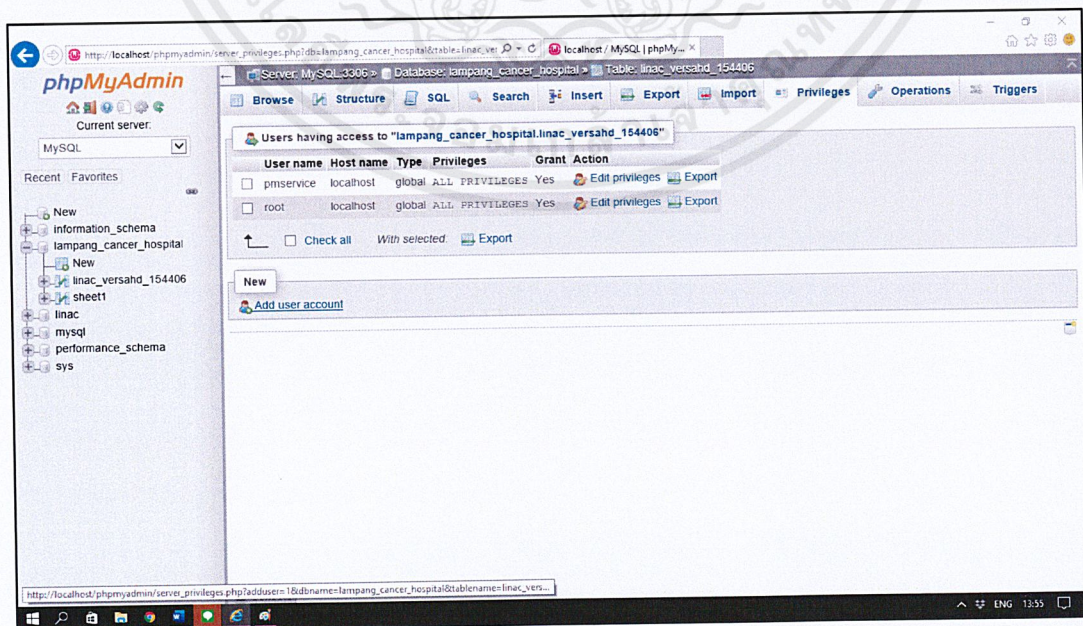 http://localhost/phpmyadmin/server_privileges.php?db=lampang_cancer_hospital&table=linac_ver
localhost / MySQL | phpMy...
phpMyAdmin
Current server:
MySQL
Recent Favorites
New
information_schema
lampang_cancer_hospital
New
linac_versahd_154406
sheet1
linac
mysql
performance_schema
sys
Server: MySQL:3306 » Database: lampang_cancer_hospital » Table: linac_versahd_154406
Browse Structure SQL Search Insert Export Import Privileges Operations Triggers
Users having access to "lampang_cancer_hospital.linac_versahd_154406"
User name Host name Type Privileges Grant Action
pmservice localhost global ALL PRIVILEGES Yes Edit privileges Export
root localhost global ALL PRIVILEGES Yes Edit privileges Export
Check all With selected: Export
New
Add user account
http://localhost/phpmyadmin/server_privileges.php?adduser=1&dbname=lampang_cancer_hospital&tablename=linac_vers...
ENG 13:55